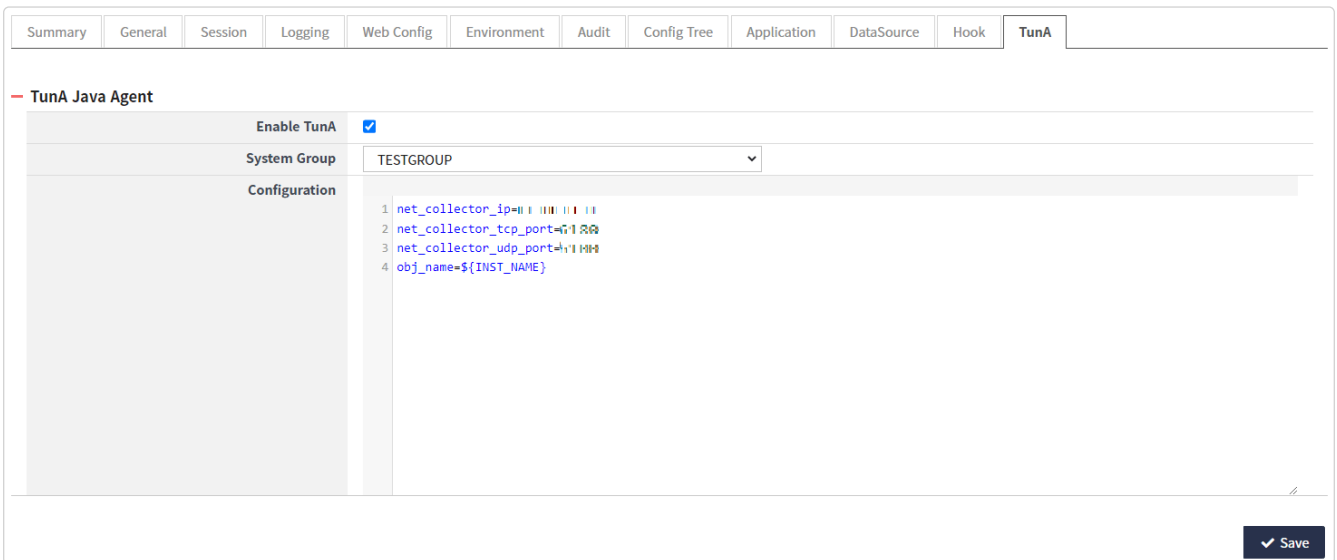 Summary General Session Logging Web Config Environment Audit Config Tree Application DataSource Hook TunA
TunA Java Agent
Enable TunA
System Group TESTGROUP
Configuration
1 net_collector_ip=
2 net_collector_tcp_port=
3 net_collector_udp_port=
4 obj_name=${INST_NAME}
Save